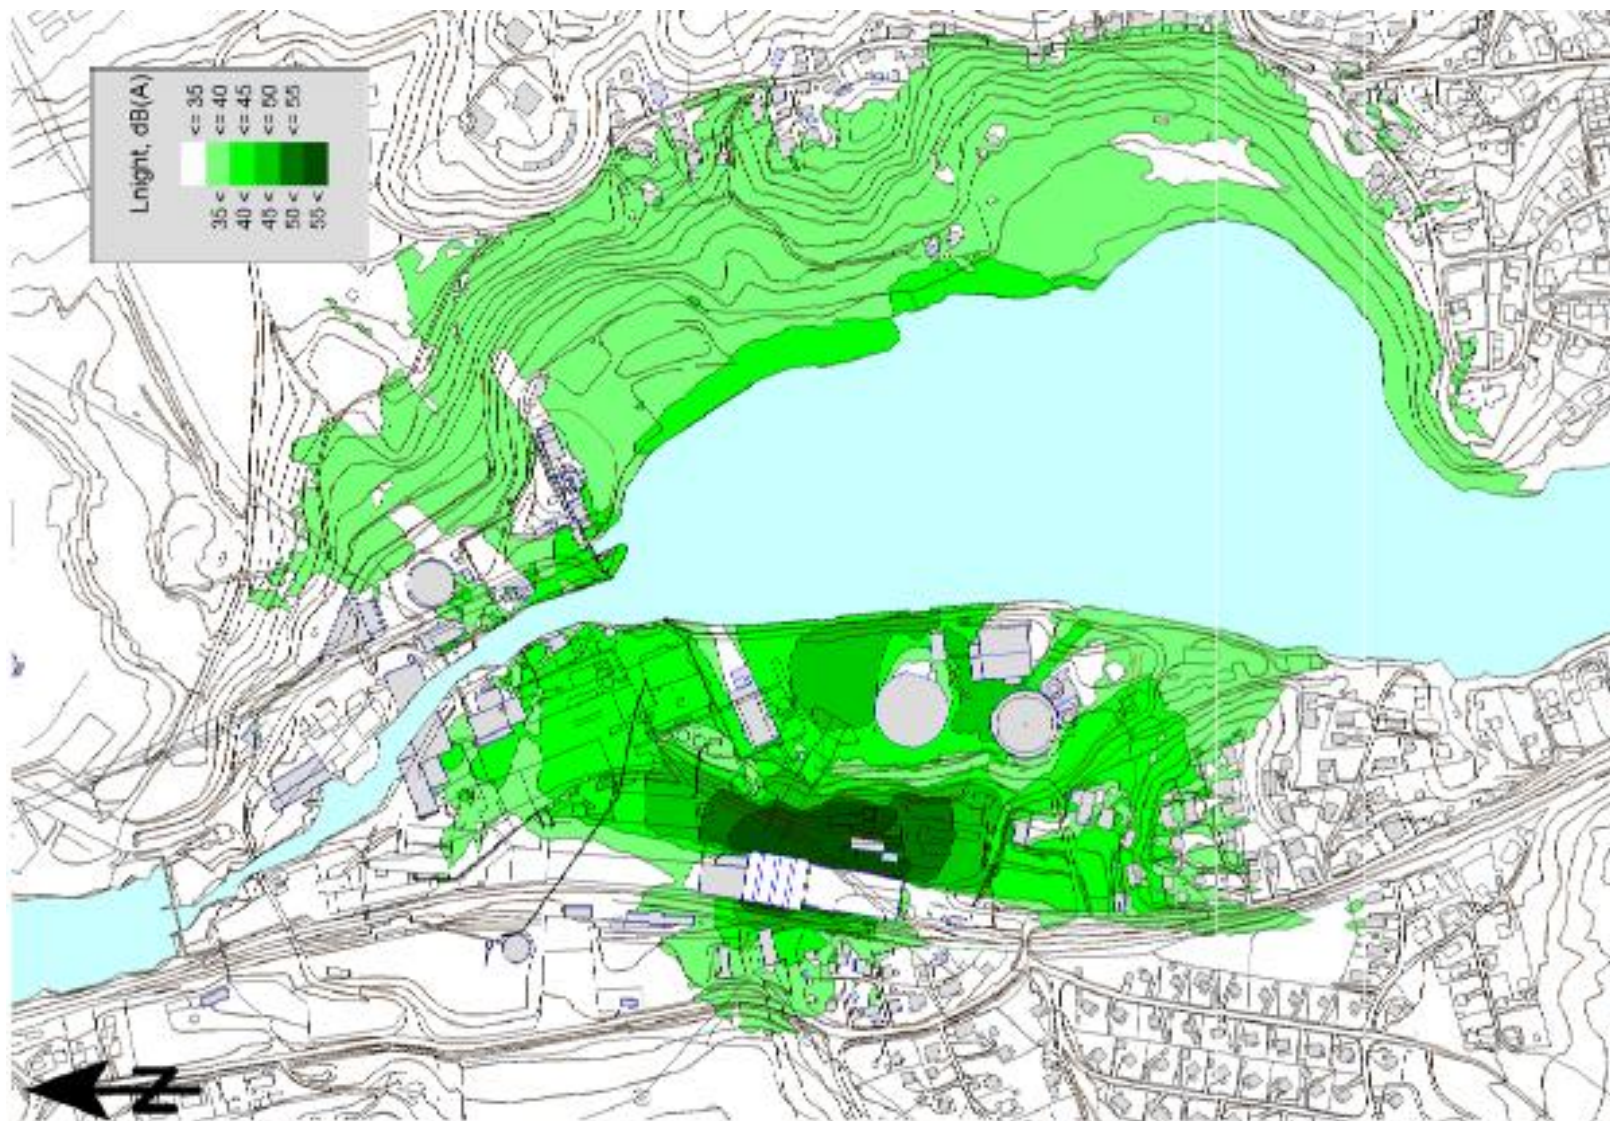 Lnight, dB(A)
<= 35
35 < <= 40
40 < <= 45
45 < <= 50
50 < <= 55
55 <
N